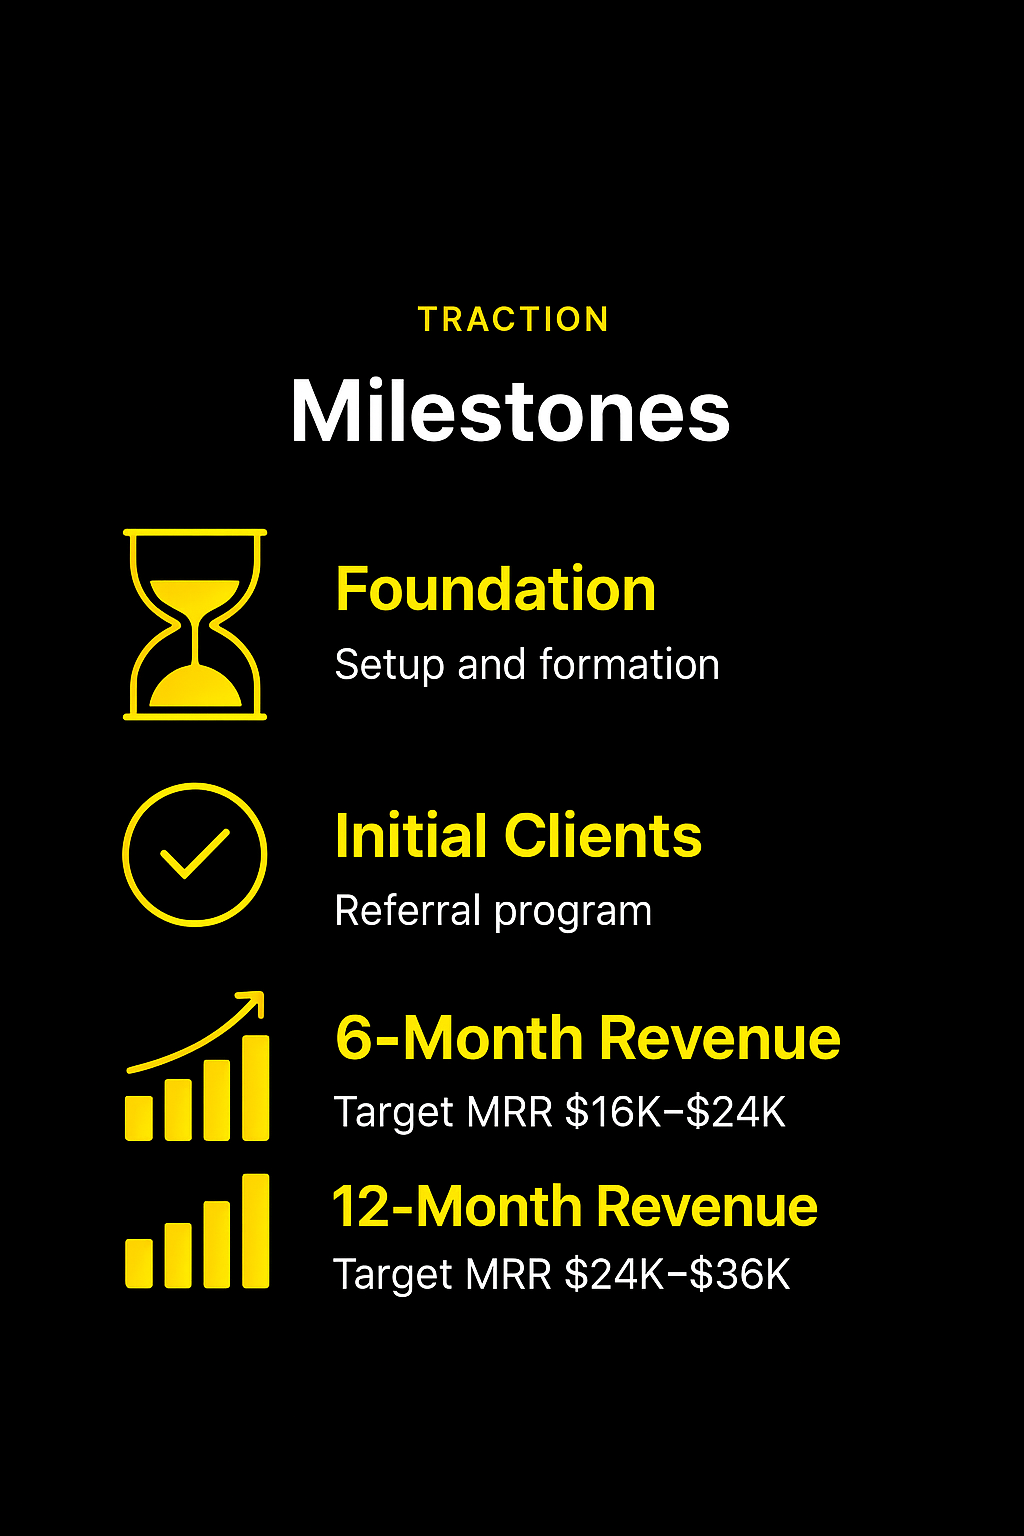 TRACTION
Milestones
Foundation
Setup and formation
Initial Clients
Referral program
6-Month Revenue
Target MRR $16K–$24K
12-Month Revenue
Target MRR $24K–$36K